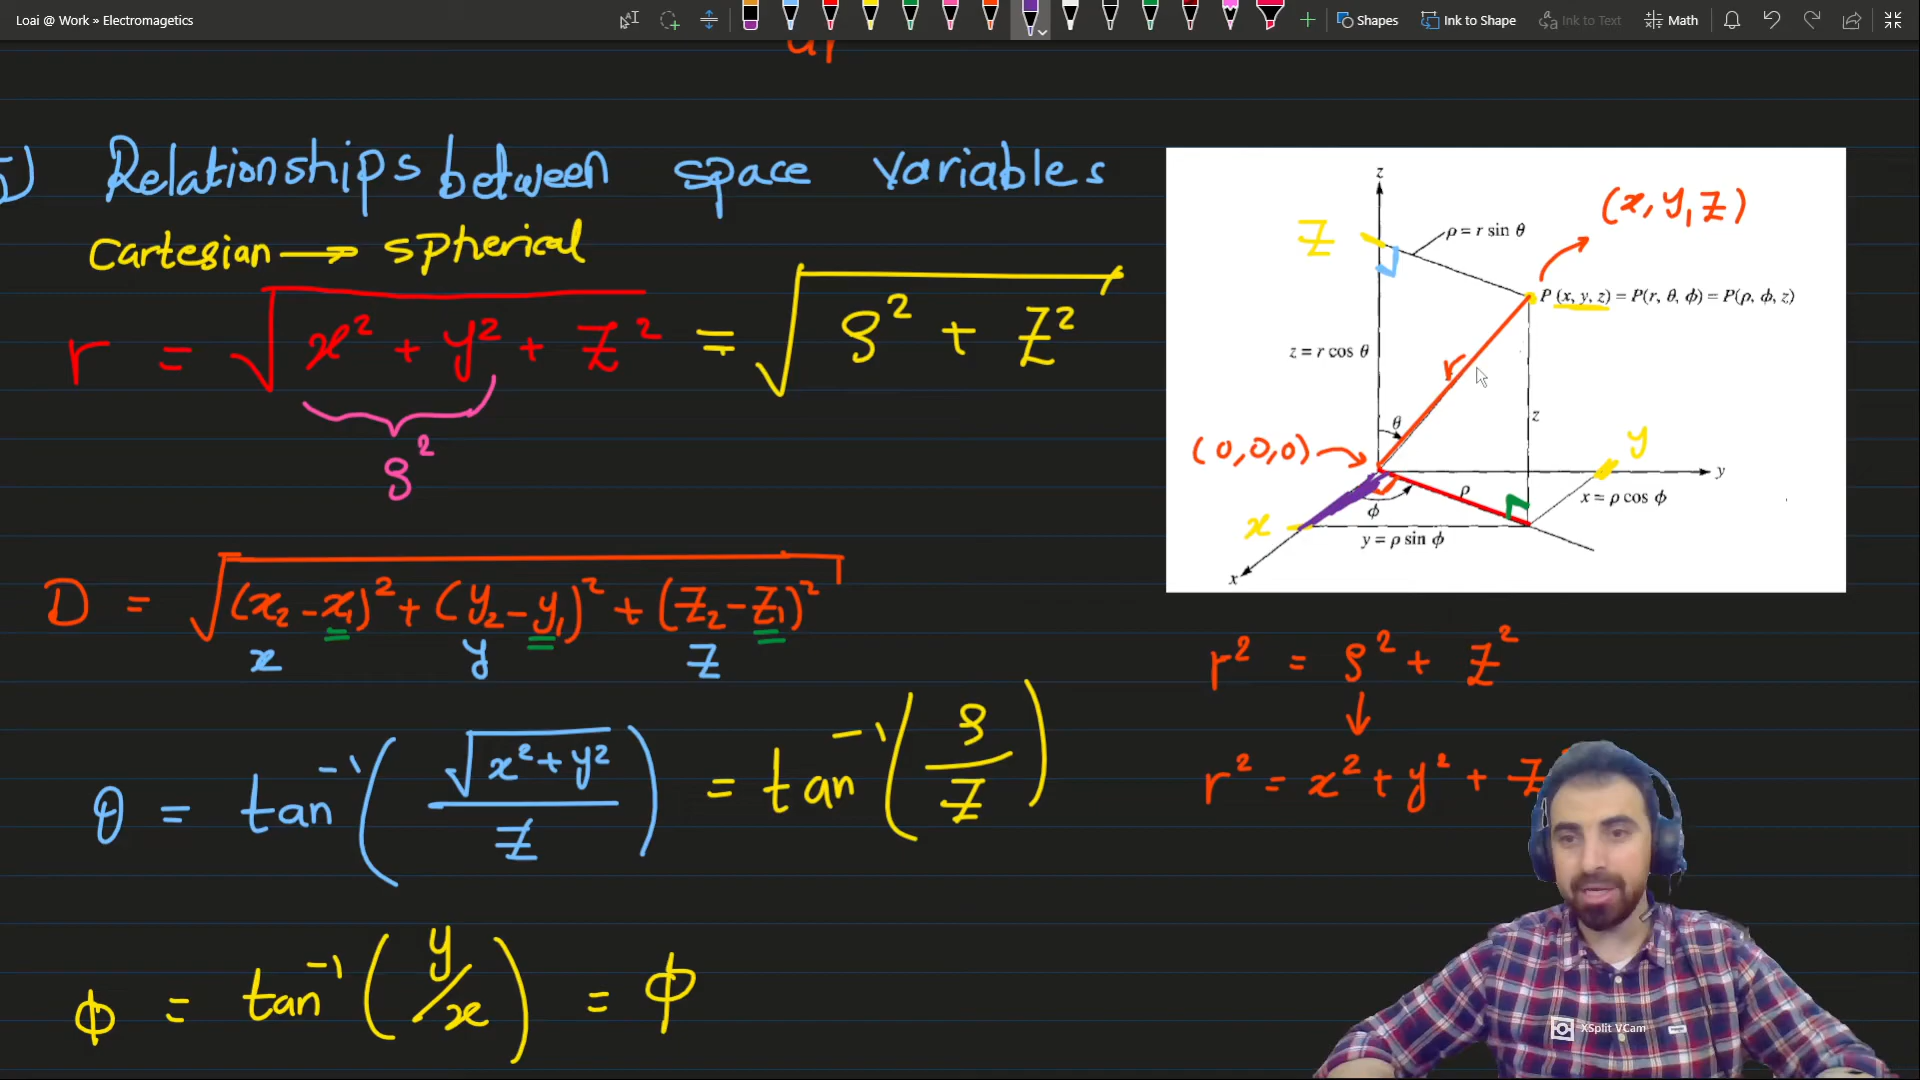 Loai @ Work » Electromagetics
Shapes Ink to Shape Ink to Text Math
5) Relationships between space variables
Cartesian → spherical
r = √(x² + y² + z²) = √(ρ² + z²)
ρ²
D = √((x₂ - x₁)² + (y₂ - y₁)² + (z₂ - z₁)²)
x y z
θ = tan⁻¹(√(x² + y²) / z) = tan⁻¹(ρ / z)
φ = tan⁻¹(y/x) = φ
z
(x, y, z)
Z
ρ = r sin θ
P (x, y, z) = P(r, θ, φ) = P(ρ, φ, z)
z = r cos θ
r
θ
z
(0,0,0)
y
y
ρ
x = ρ cos φ
φ
x
y = ρ sin φ
x
r² = ρ² + z²
↓
r² = x² + y² + z
XSplit VCam